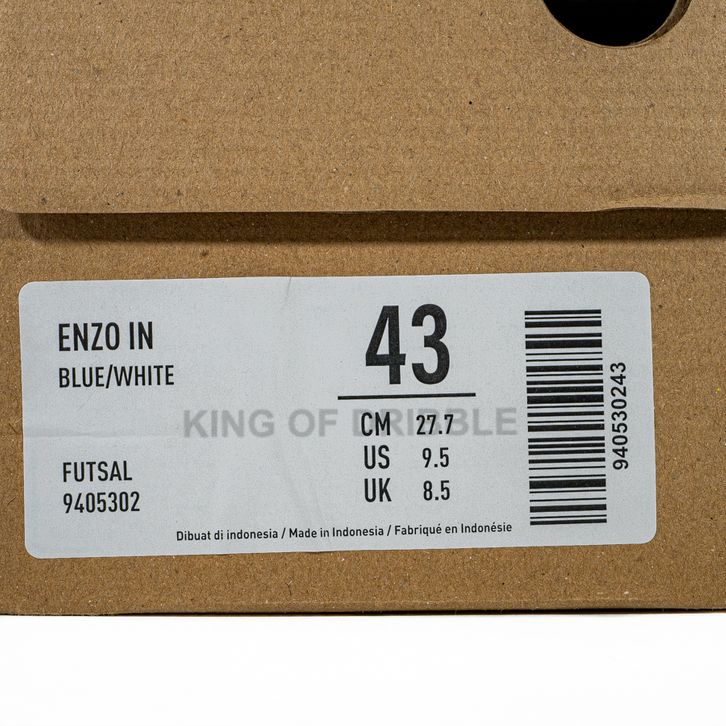 ENZO IN
BLUE/WHITE
FUTSAL
9405302
43
CM 27.7
US 9.5
UK 8.5
KING OF DRIBBLE
Dibuat di indonesia / Made in Indonesia / Fabriqué en Indonésie
940530243